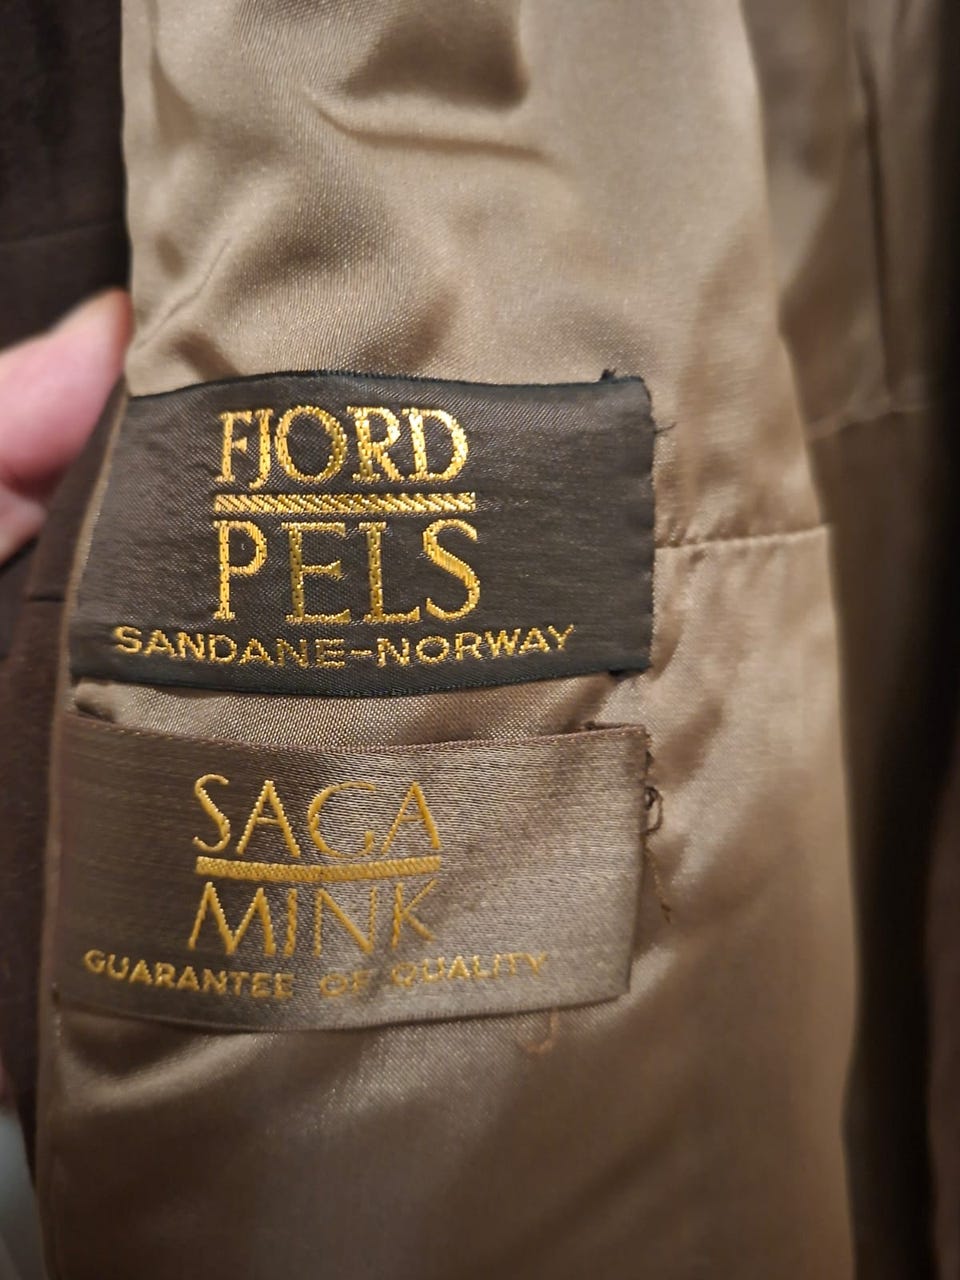 FJORD
PELS
SANDANE-NORWAY
SAGA
MINK
GUARANTEE OF QUALITY